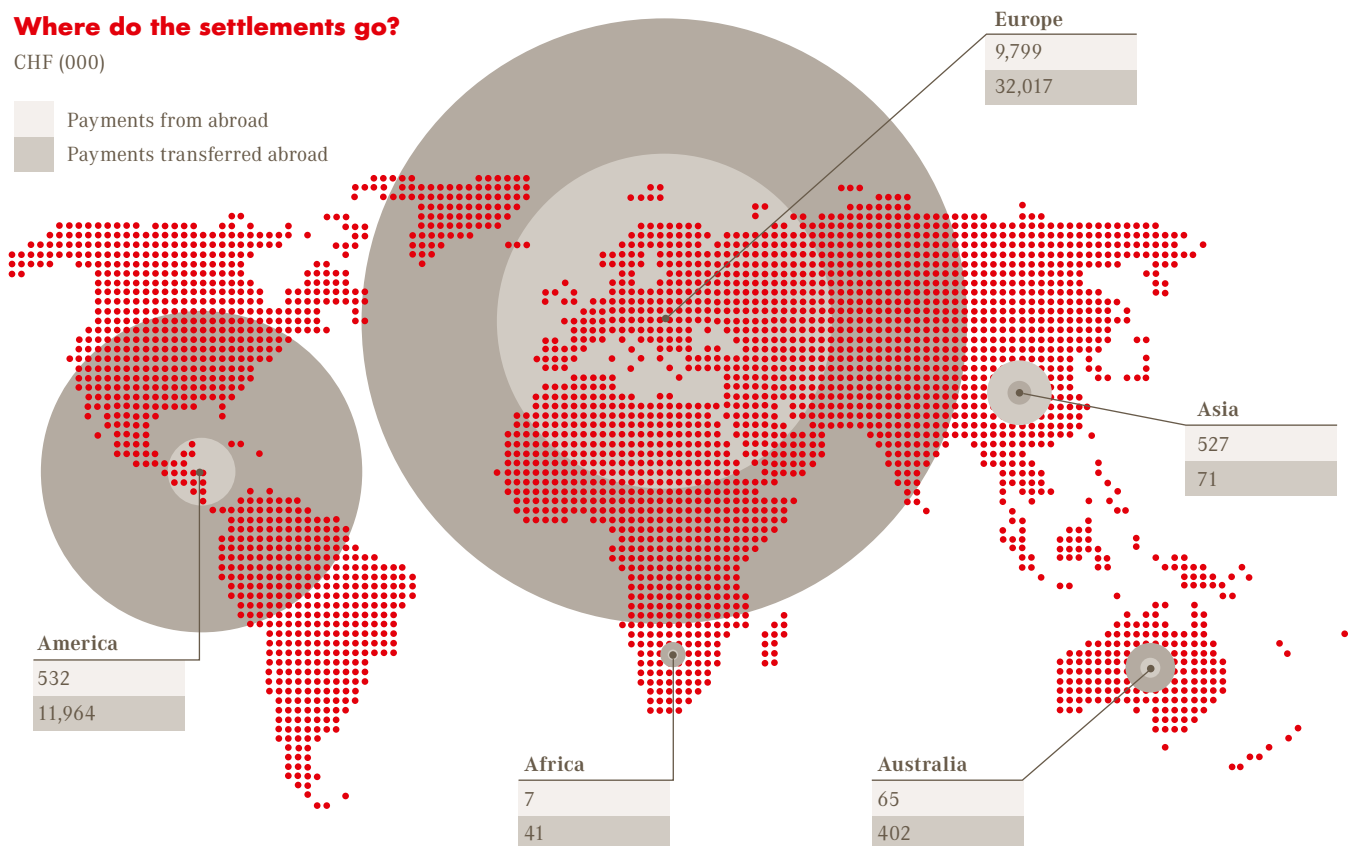 Where do the settlements go?
CHF (000)
Payments from abroad
Payments transferred abroad
Europe
9,799
32,017
Asia
527
71
America
532
11,964
Africa
7
41
Australia
65
402